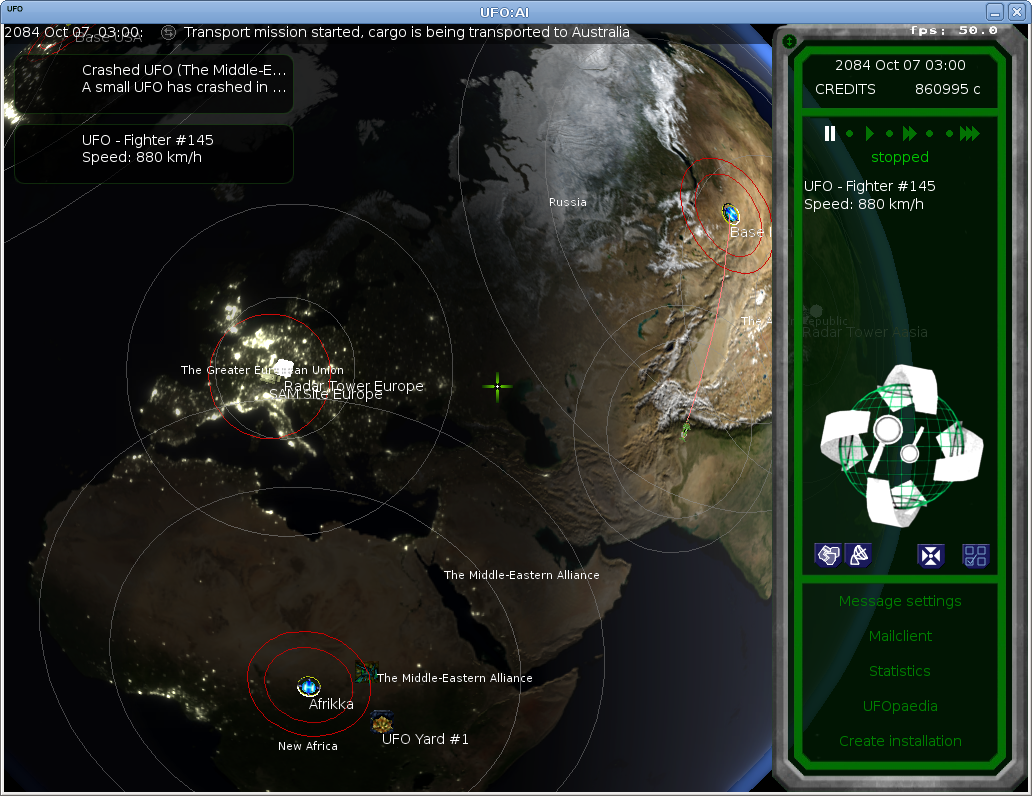 UFO
UFO:AI
fps: 50.0
2084 Oct 07, 03:00:
Transport mission started, cargo is being transported to Australia
Base USA
Crashed UFO (The Middle-E...
A small UFO has crashed in ...
UFO - Fighter #145
Speed: 880 km/h
2084 Oct 07 03:00
CREDITS 860995 c
stopped
UFO - Fighter #145
Speed: 880 km/h
Russia
Base
The
Republic
Radar Tower Aasia
The Greater European Union
Radar Tower Europe
SAM Site Europe
The Middle-Eastern Alliance
The Middle-Eastern Alliance
Afrikka
UFO Yard #1
New Africa
Message settings
Mailclient
Statistics
UFOpaedia
Create installation